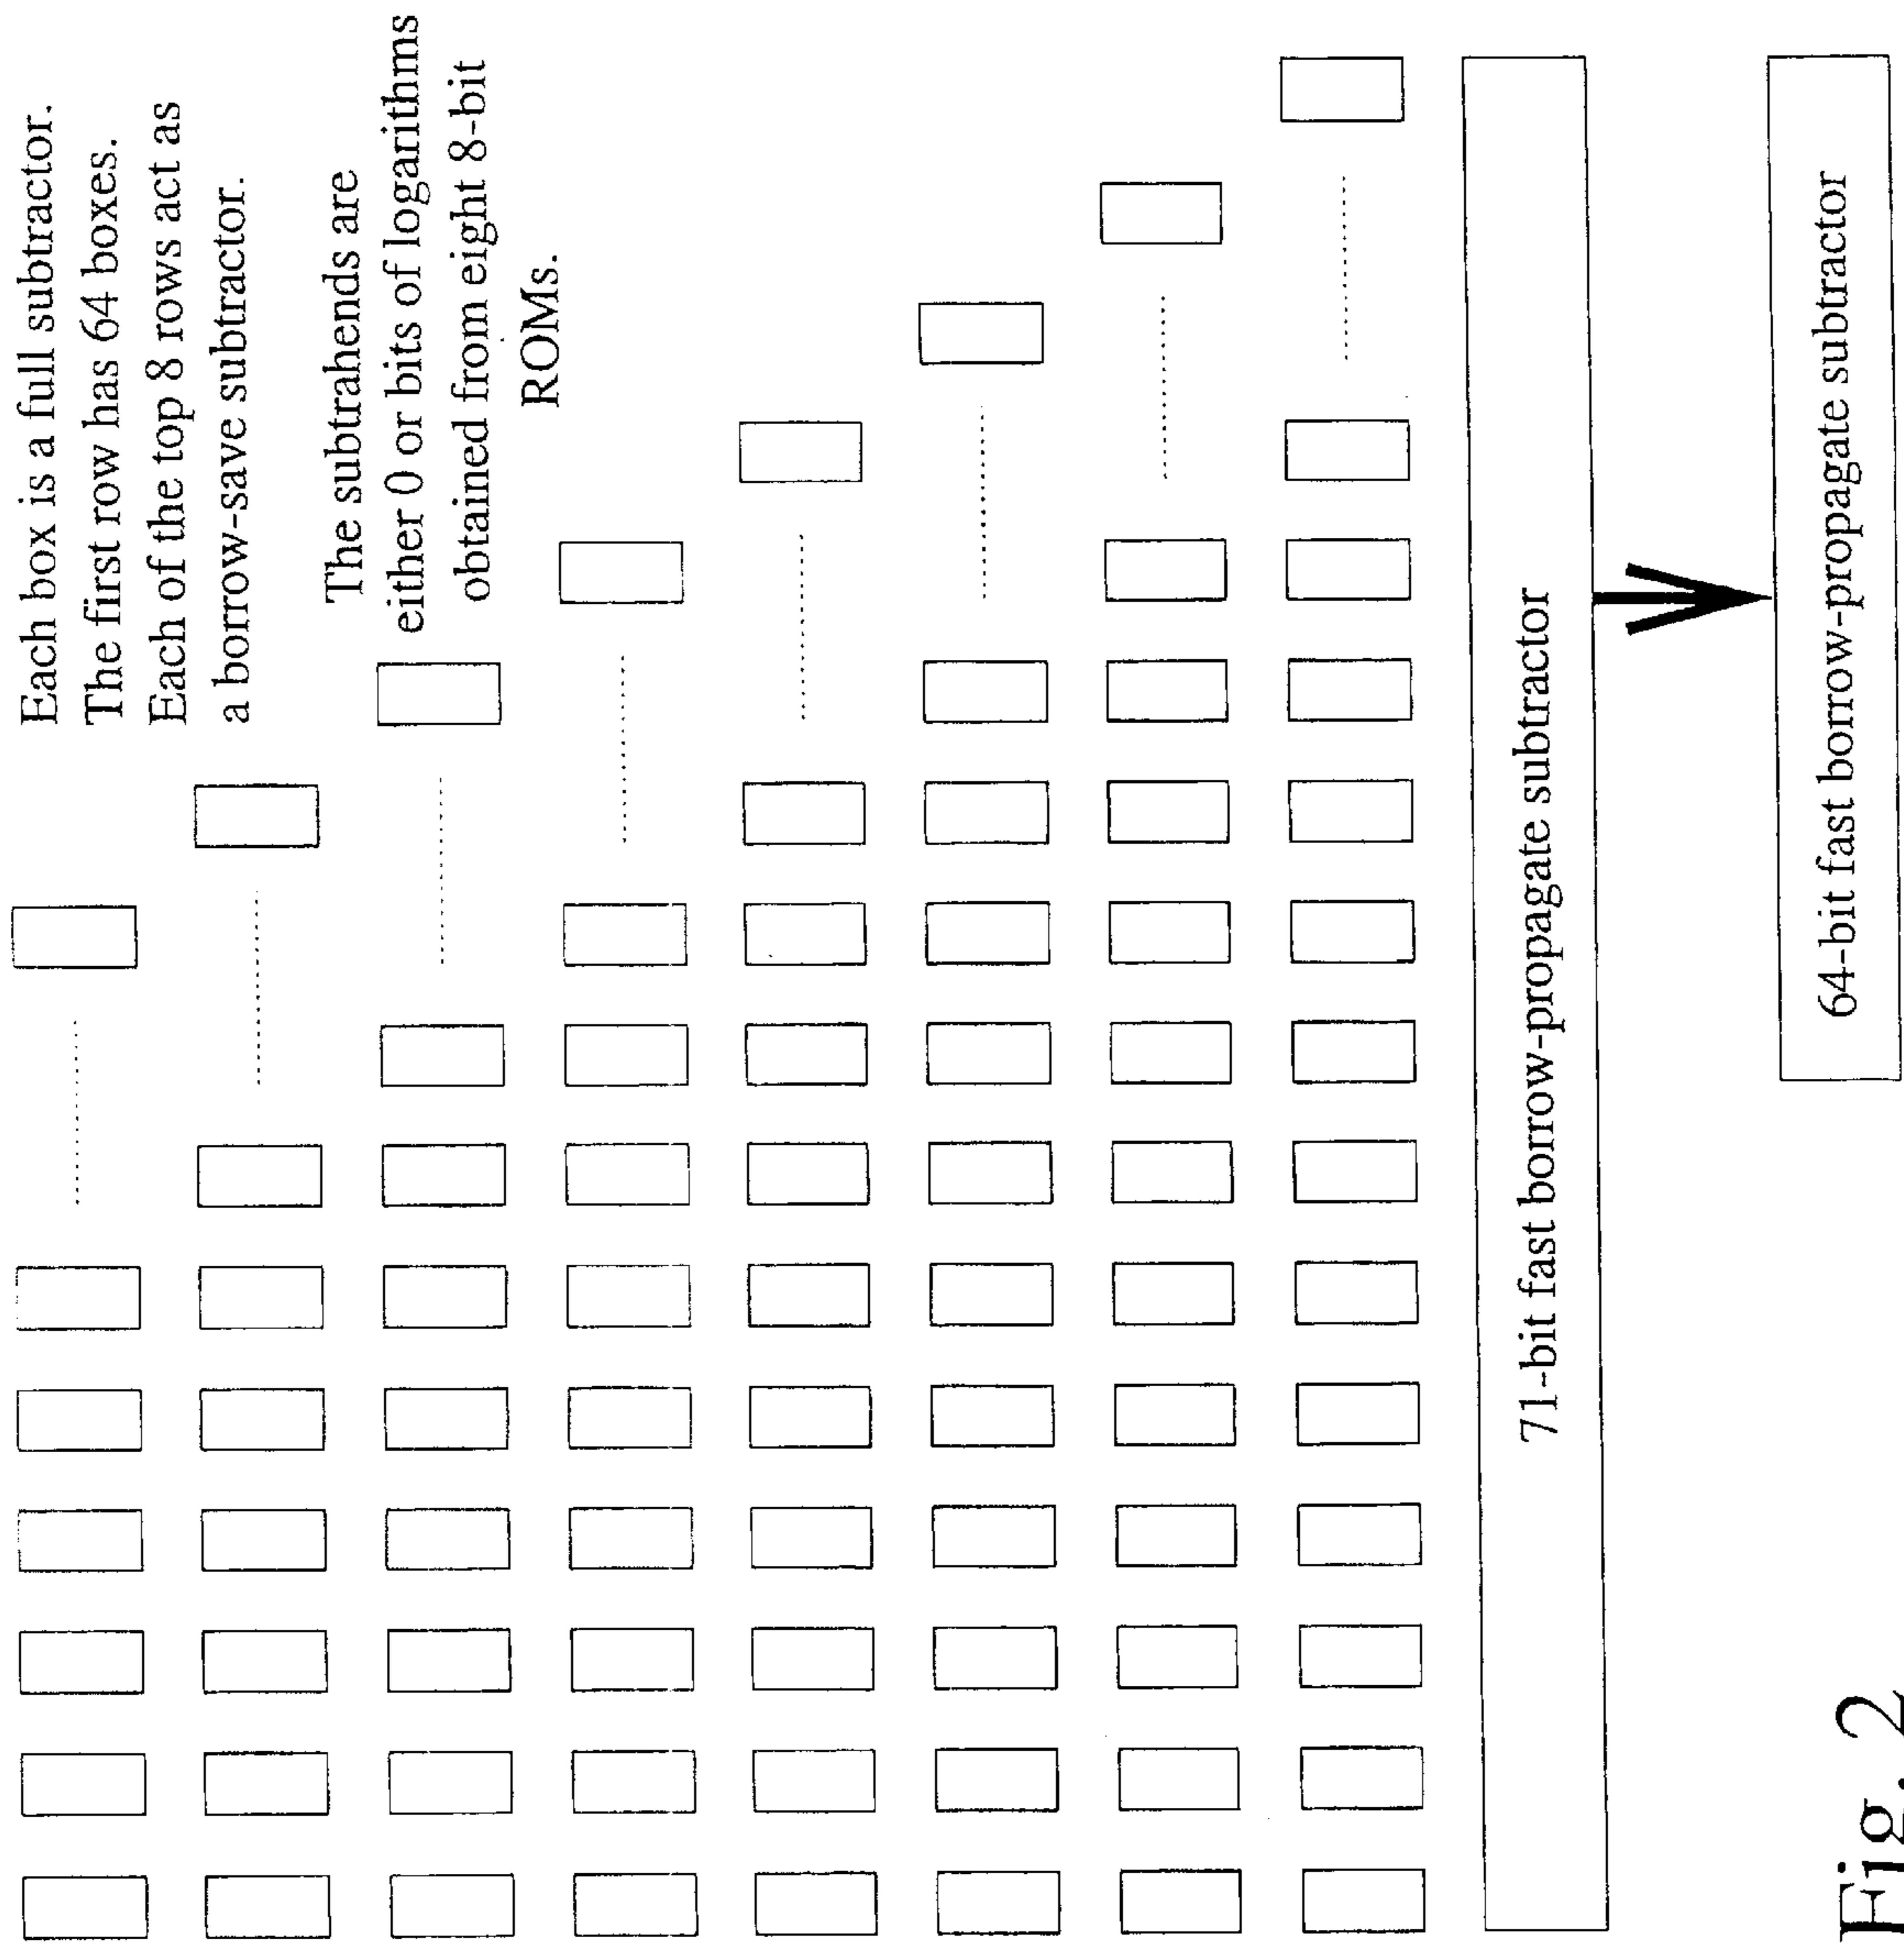 Each box is a full subtractor.
The first row has 64 boxes.
Each of the top 8 rows act as
a borrow-save subtractor.
The subtrahends are
either 0 or bits of logarithms
obtained from eight 8-bit
ROMs.
71-bit fast borrow-propagate subtractor
64-bit fast borrow-propagate subtractor
Fig. 2